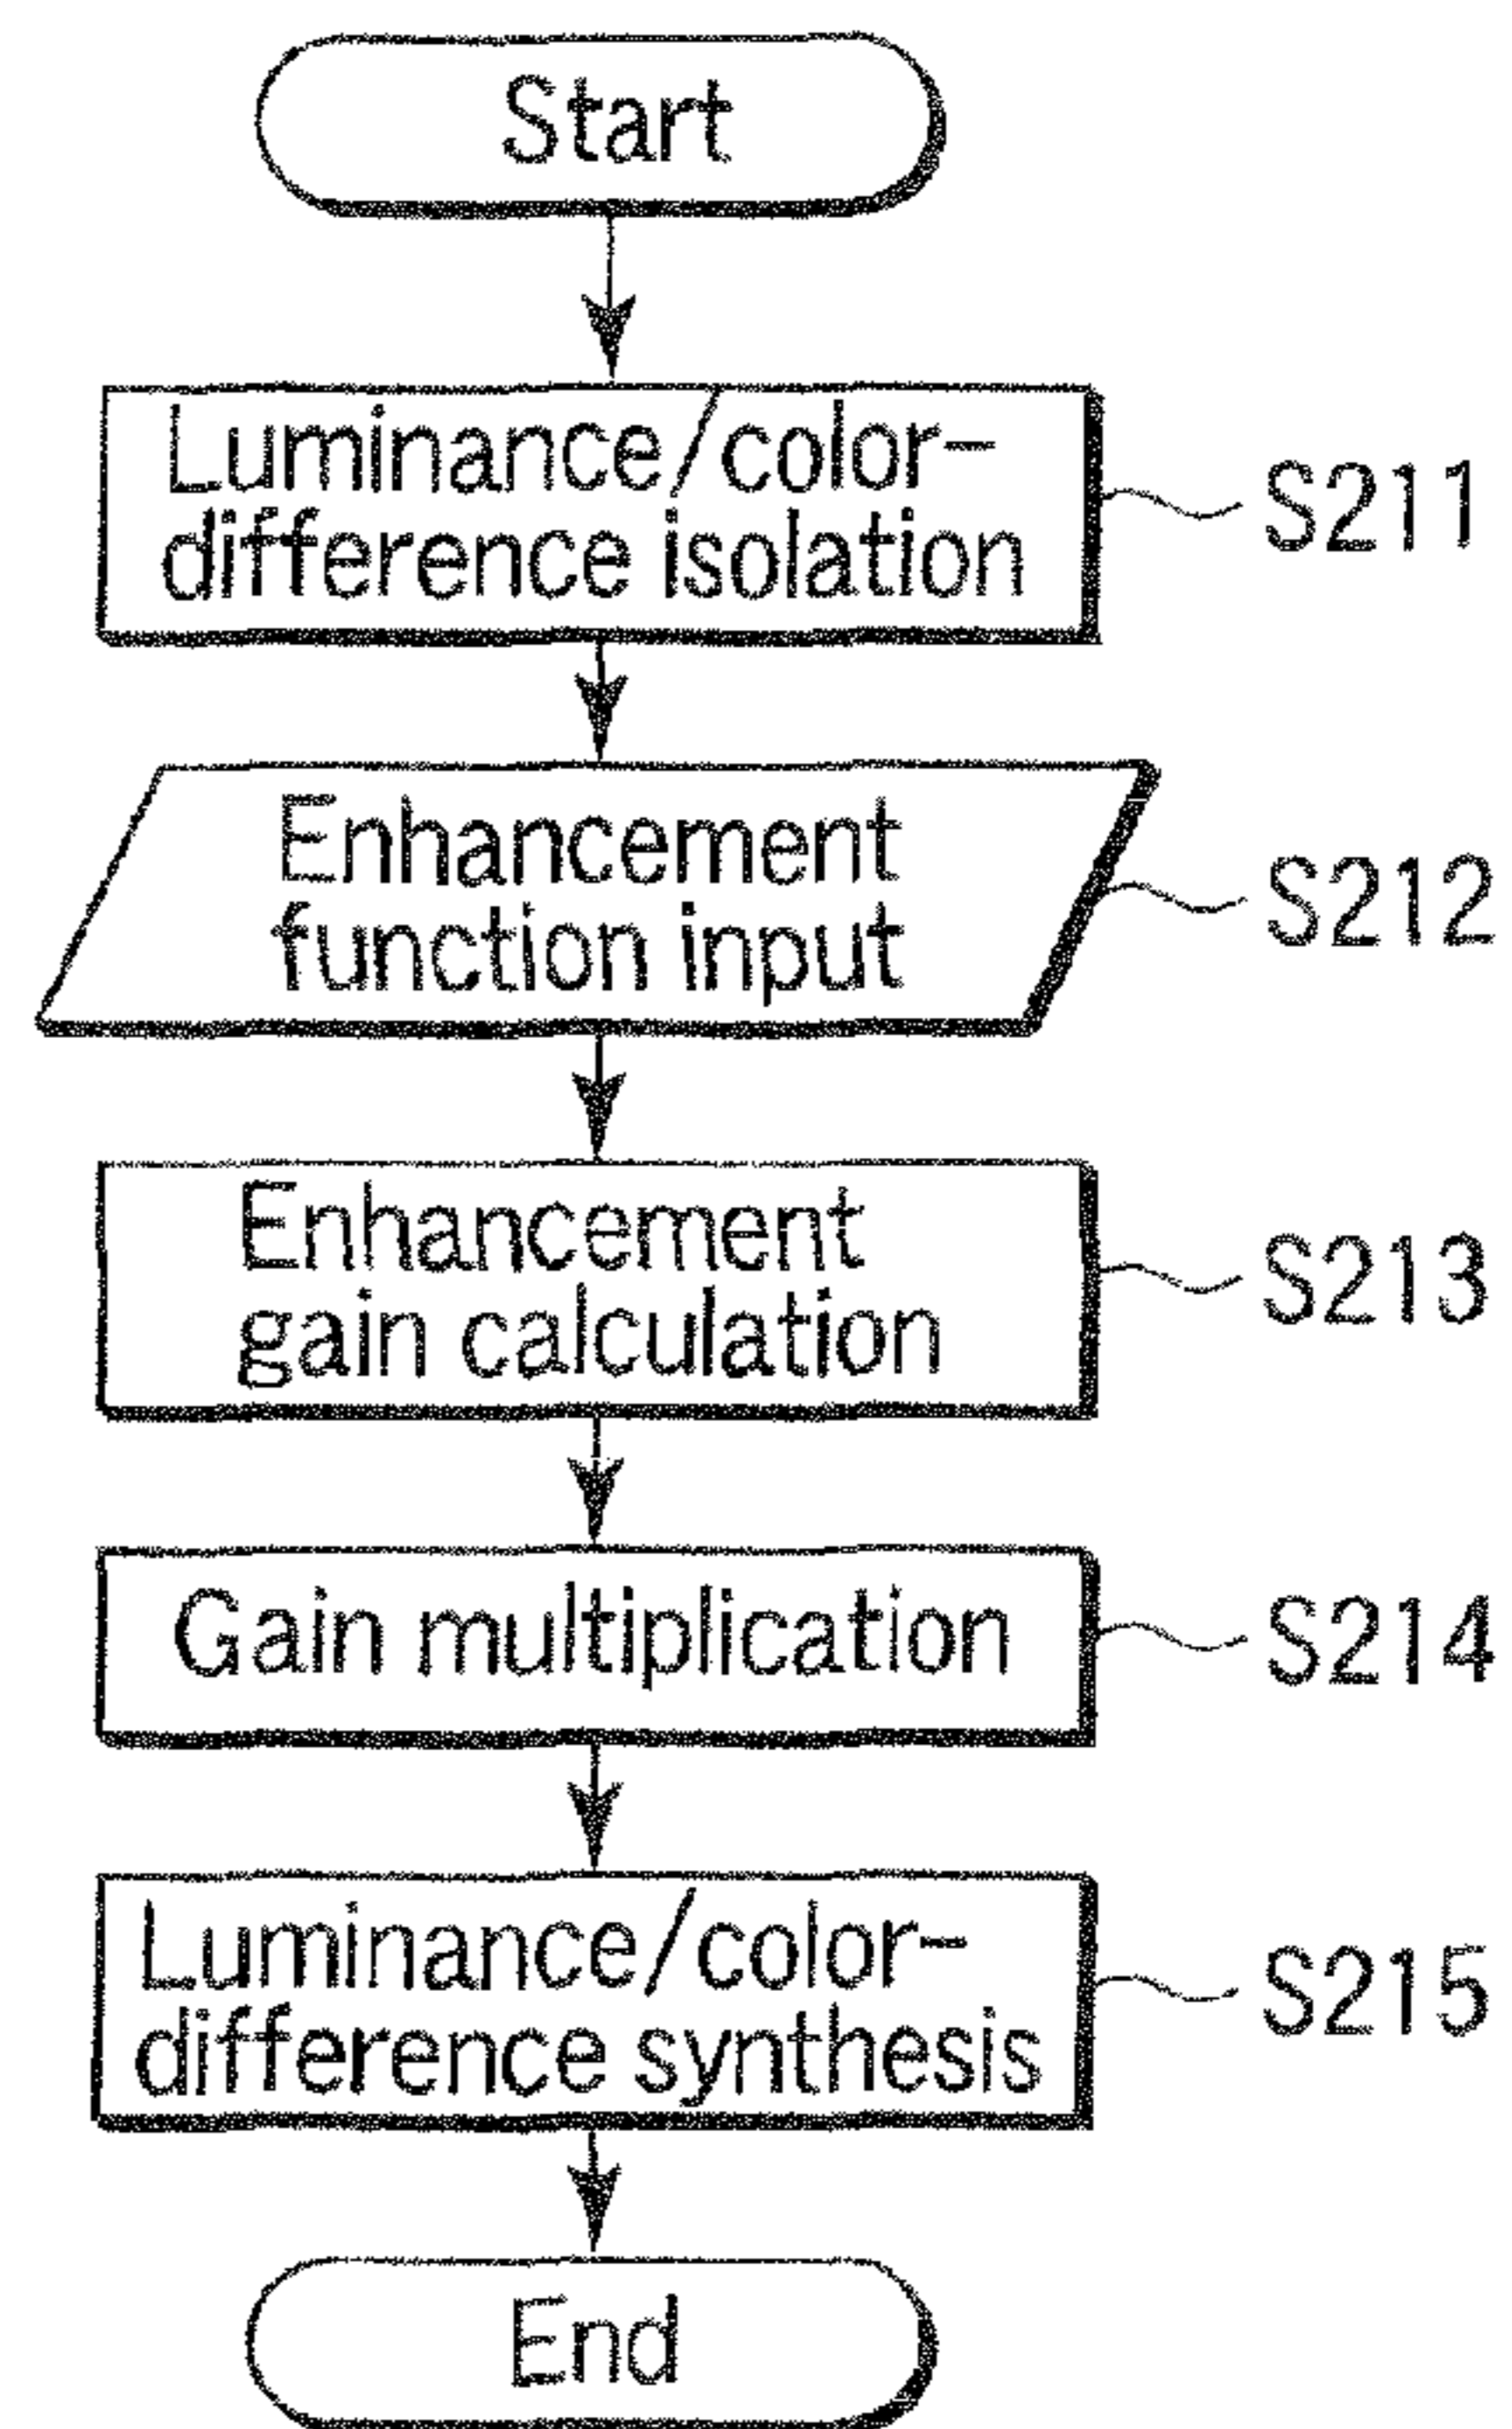 Start
Luminance/color-
difference isolation
S211
Enhancement
function input
S212
Enhancement
gain calculation
S213
Gain multiplication
S214
Luminance/color-
difference synthesis
S215
End